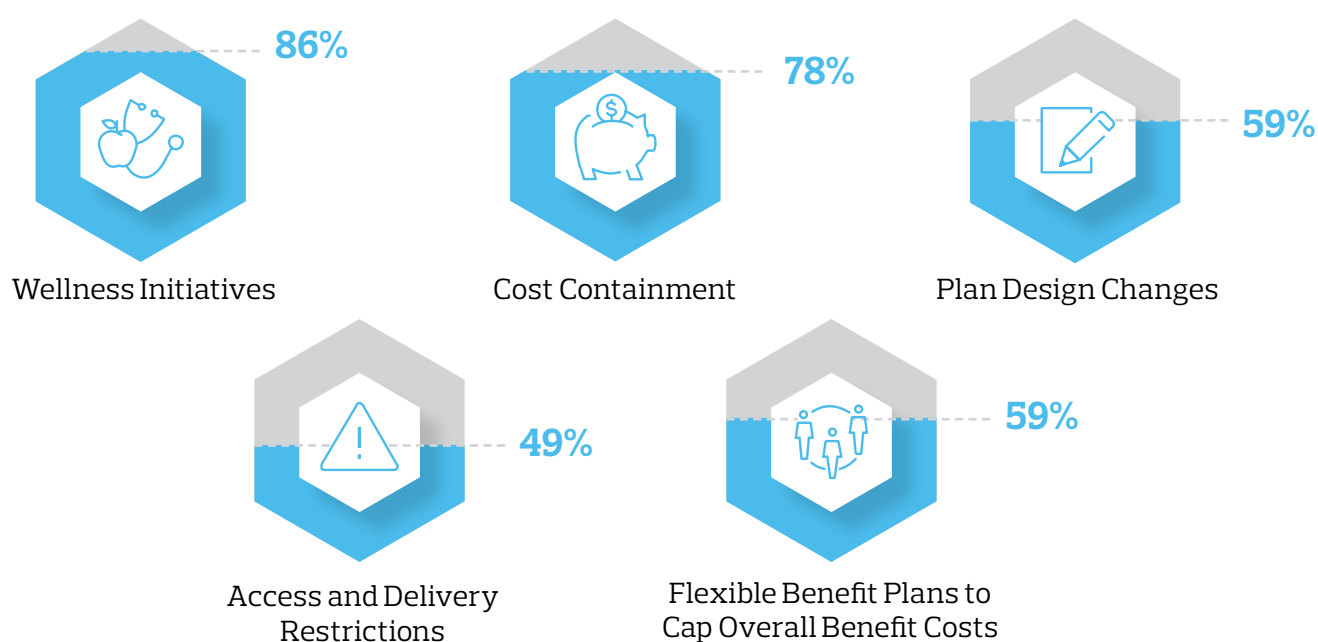 86%
78%
59%
Wellness Initiatives
Cost Containment
Plan Design Changes
$
!
49%
59%
Access and Delivery
Restrictions
Flexible Benefit Plans to
Cap Overall Benefit Costs